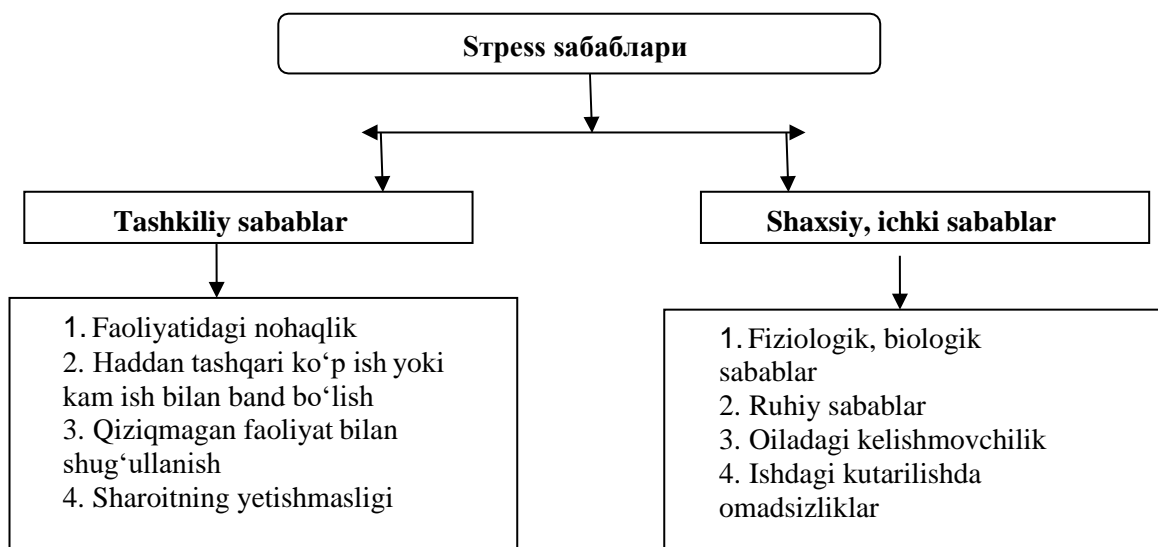 Sтpess sабаблари
Tashkiliy sabablar
Shaxsiy, ichki sabablar
1. Faoliyatidagi nohaqlik
2. Haddan tashqari ko‘p ish yoki
kam ish bilan band bo‘lish
3. Qiziqmagan faoliyat bilan
shug‘ullanish
4. Sharoitning yetishmasligi
1. Fiziologik, biologik
sabablar
2. Ruhiy sabablar
3. Oiladagi kelishmovchilik
4. Ishdagi kutarilishda
omadsizliklar